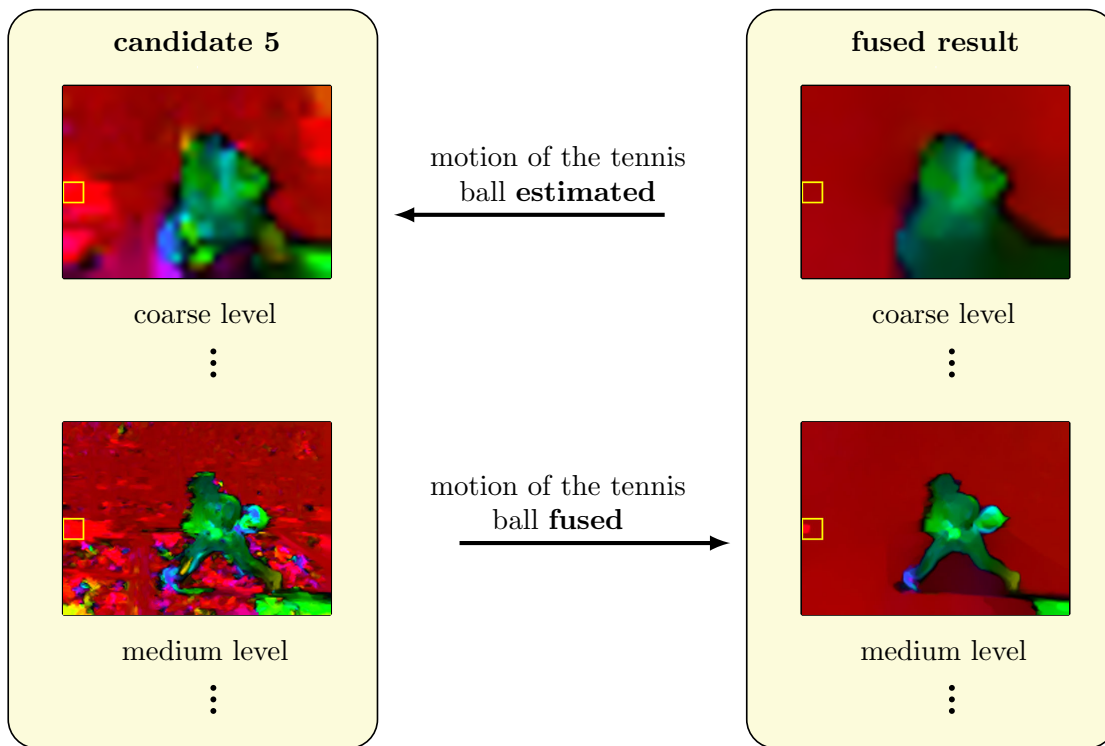 candidate 5
fused result
motion of the tennis
ball estimated
coarse level
coarse level
motion of the tennis
ball fused
medium level
medium level